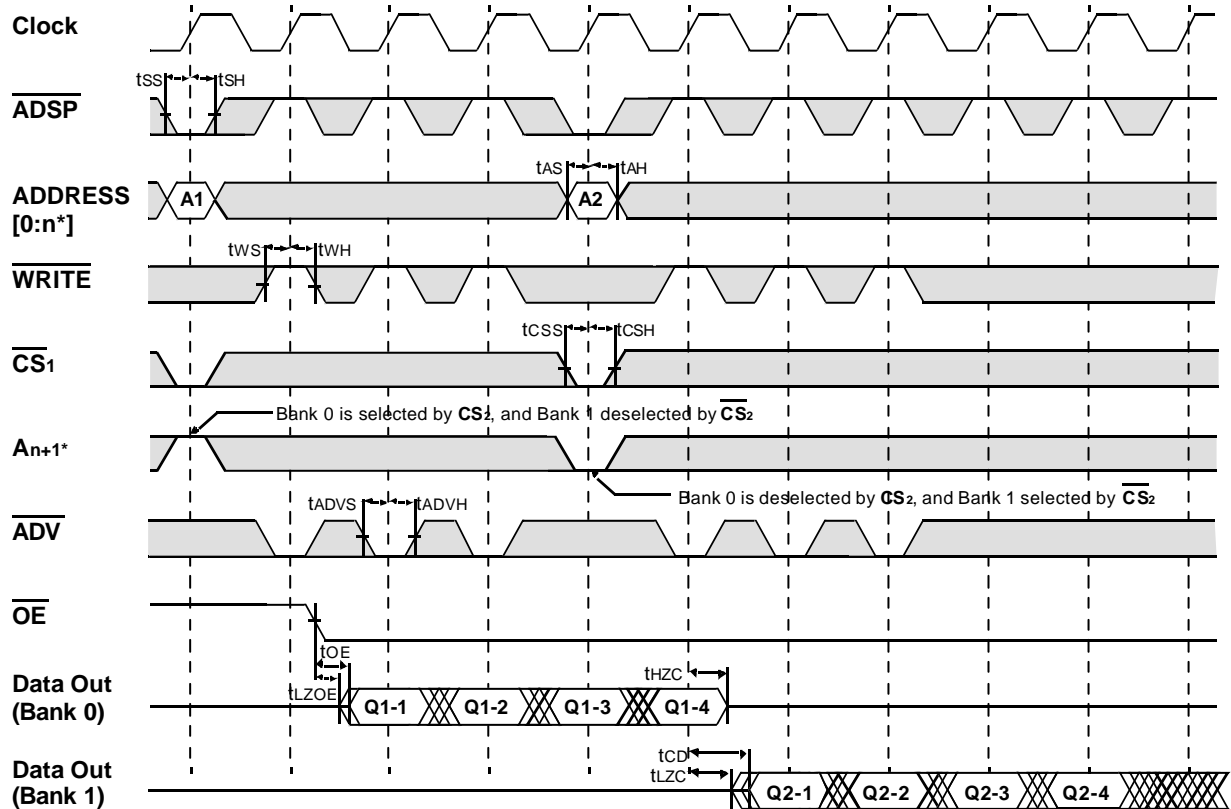 Clock
tSS tSH
ADSP
tAS tAH
ADDRESS
[0:n*]
A1 A2
tWS tWH
WRITE
tCSS tCSH
CS1
Bank 0 is selected by CS2, and Bank 1 deselected by CS2
An+1*
Bank 0 is deselected by CS2, and Bank 1 selected by CS2
tADVS tADVH
ADV
OE
tOE
tHZC
tLZOE
Data Out
(Bank 0)
Q1-1 Q1-2 Q1-3 Q1-4
tCD
tLZC
Data Out
(Bank 1)
Q2-1 Q2-2 Q2-3 Q2-4